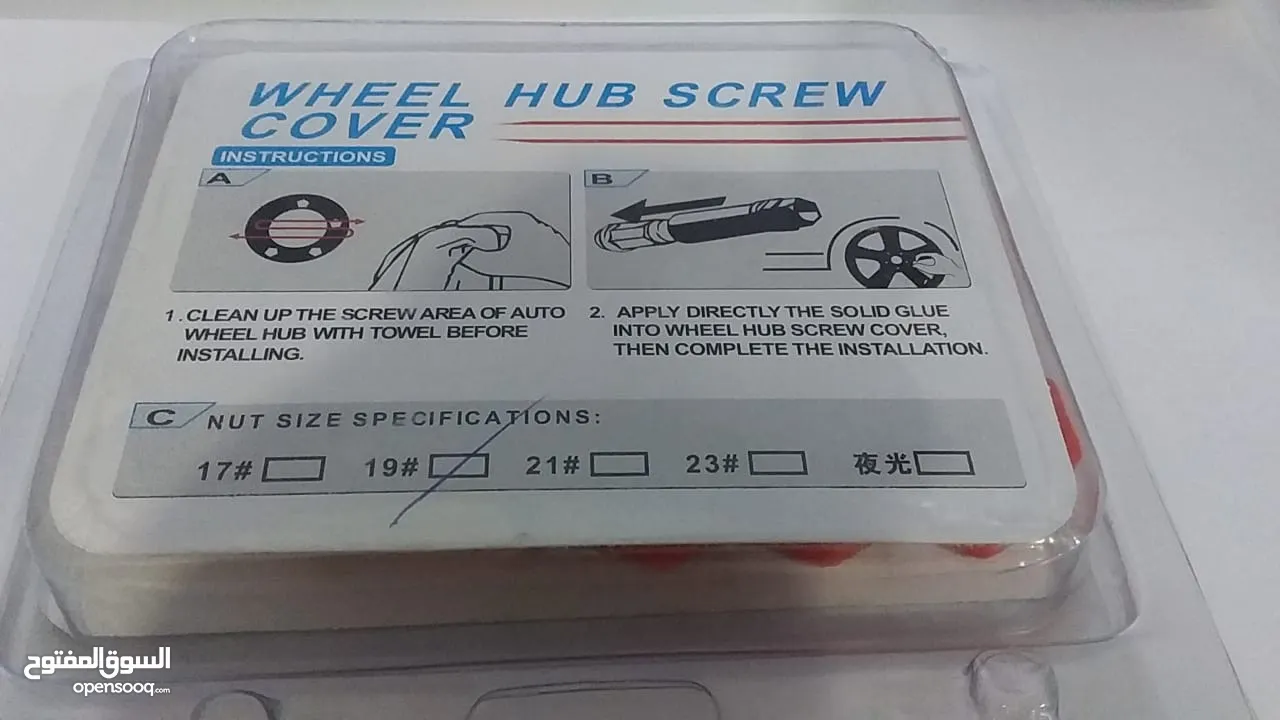 WHEEL HUB SCREW
COVER
INSTRUCTIONS
A
B
1. CLEAN UP THE SCREW AREA OF AUTO
WHEEL HUB WITH TOWEL BEFORE
INSTALLING.
2. APPLY DIRECTLY THE SOLID GLUE
INTO WHEEL HUB SCREW COVER,
THEN COMPLETE THE INSTALLATION.
C NUT SIZE SPECIFICATIONS:
17# 19# 21# 23# 夜光
السوق المفتوح
opensooq.com